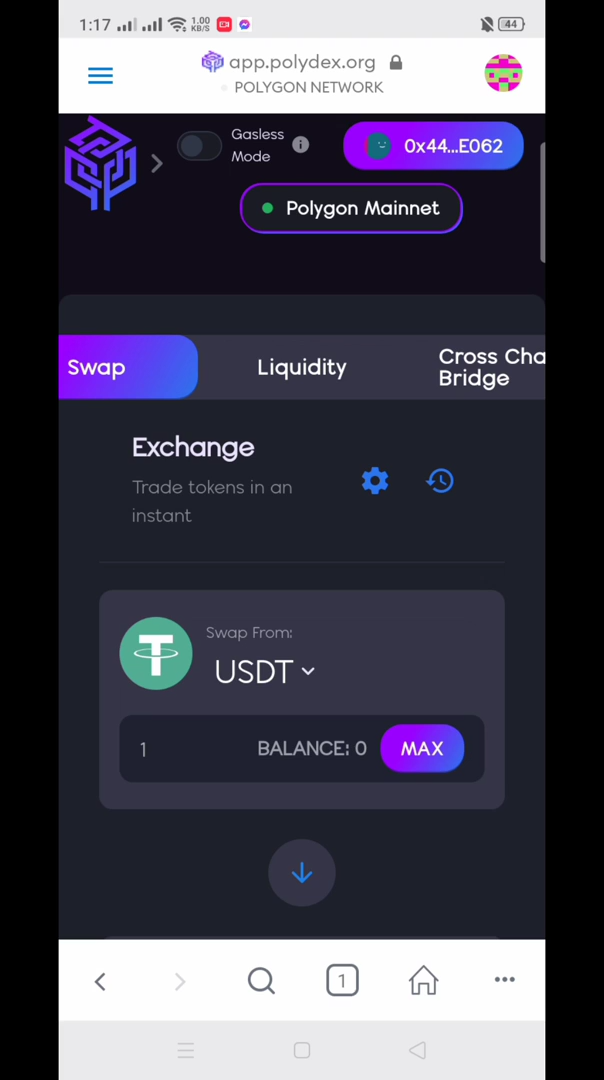 1:17
1.00 KB/S
44
app.polydex.org
POLYGON NETWORK
Gasless Mode
0x44...E062
Polygon Mainnet
Swap
Liquidity
Cross Cha
Bridge
Exchange
Trade tokens in an
instant
Swap From:
USDT
1
BALANCE: 0
MAX
1